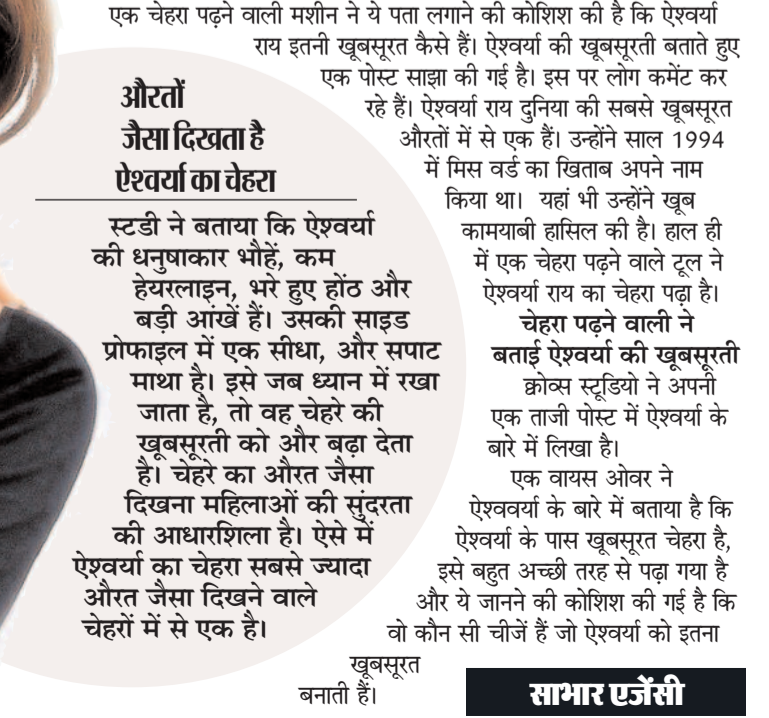 एक चेहरा पढ़ने वाली मशीन ने ये पता लगाने की कोशिश की है कि ऐश्वर्या
राय इतनी खूबसूरत कैसे हैं। ऐश्वर्या की खूबसूरती बताते हुए
एक पोस्ट साझा की गई है। इस पर लोग कमेंट कर
रहे हैं। ऐश्वर्या राय दुनिया की सबसे खूबसूरत
औरतों में से एक हैं। उन्होंने साल 1994
में मिस वर्ड का खिताब अपने नाम
किया था। यहां भी उन्होंने खूब
कामयाबी हासिल की है। हाल ही
में एक चेहरा पढ़ने वाले टूल ने
ऐश्वर्या राय का चेहरा पढ़ा है।
चेहरा पढ़ने वाली ने
बताई ऐश्वर्या की खूबसूरती
क्वोव्स स्टूडियो ने अपनी
एक ताजी पोस्ट में ऐश्वर्या के
बारे में लिखा है।
एक वायस ओवर ने
ऐश्ववर्या के बारे में बताया है कि
ऐश्वर्या के पास खूबसूरत चेहरा है,
इसे बहुत अच्छी तरह से पढ़ा गया है
और ये जानने की कोशिश की गई है कि
वो कौन सी चीजें हैं जो ऐश्वर्या को इतना
खूबसूरत
बनाती हैं।
औरतों
जैसा दिखता है
ऐश्वर्या का चेहरा
स्टडी ने बताया कि ऐश्वर्या
की धनुषाकार भौहें, कम
हेयरलाइन, भरे हुए होंठ और
बड़ी आंखें हैं। उसकी साइड
प्रोफाइल में एक सीधा, और सपाट
माथा है। इसे जब ध्यान में रखा
जाता है, तो वह चेहरे की
खूबसूरती को और बढ़ा देता
है। चेहरे का औरत जैसा
दिखना महिलाओं की सुंदरता
की आधारशिला है। ऐसे में
ऐश्वर्या का चेहरा सबसे ज्यादा
औरत जैसा दिखने वाले
चेहरों में से एक है।
साभार एजेंसी